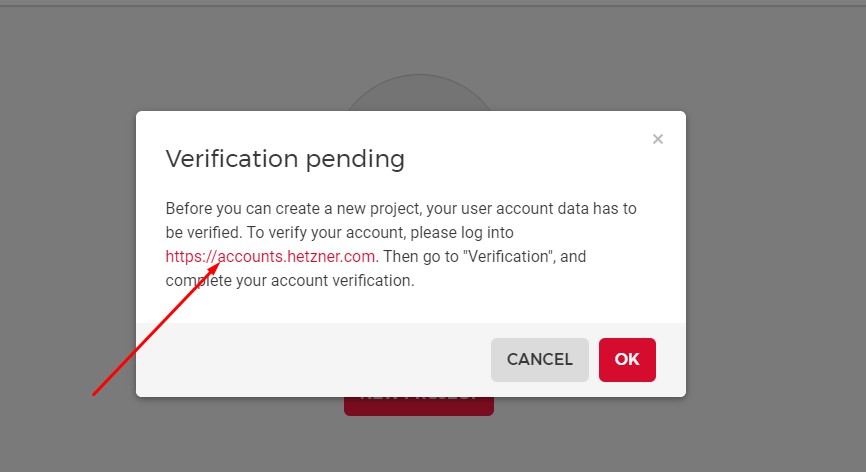 ×
Verification pending
Before you can create a new project, your user account data has to
be verified. To verify your account, please log into
https://accounts.hetzner.com. Then go to "Verification", and
complete your account verification.
CANCEL
OK
NEW PROJECT